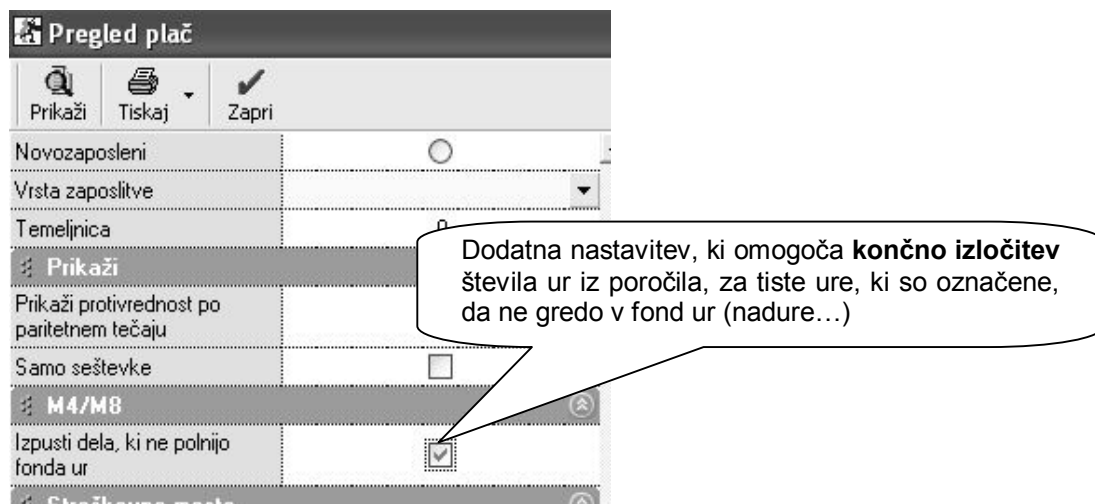 Pregled plač
Prikaži Tiskaj Zapri
Novozaposleni
Vrsta zaposlitve
Temeljnica
Prikaži
Dodatna nastavitev, ki omogoča končno izločitev
števila ur iz poročila, za tiste ure, ki so označene,
da ne gredo v fond ur (nadure…)
Prikaži protivrednost po
paritetnem tečaju
Samo seštevke
M4/M8
Izpusti dela, ki ne polnijo
fonda ur